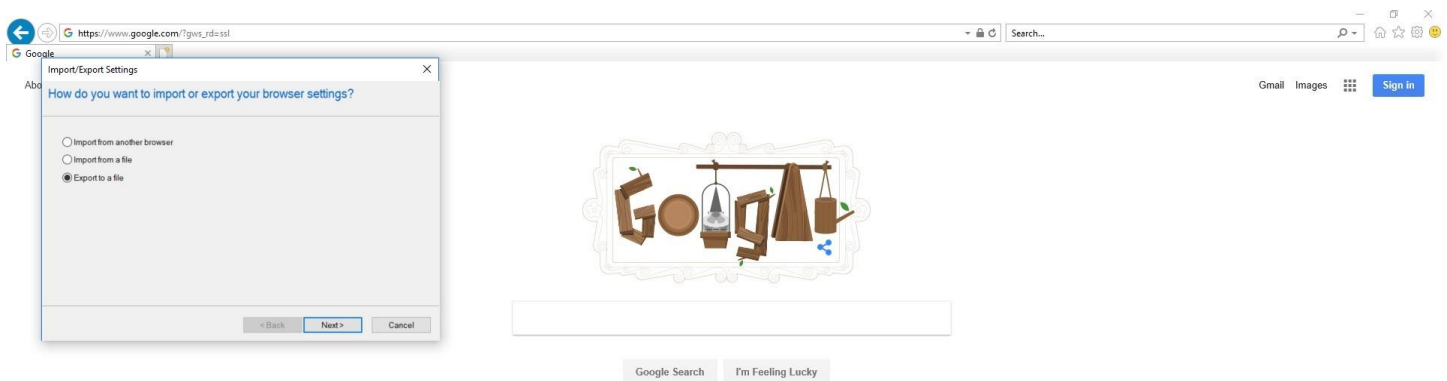 https://www.google.com/?gws_rd=ssl
Search...
Google
Import/Export Settings
Abo
How do you want to import or export your browser settings?
Gmail Images
Sign in
Import from another browser
Import from a file
Export to a file
< Back Next > Cancel
Google Search I'm Feeling Lucky